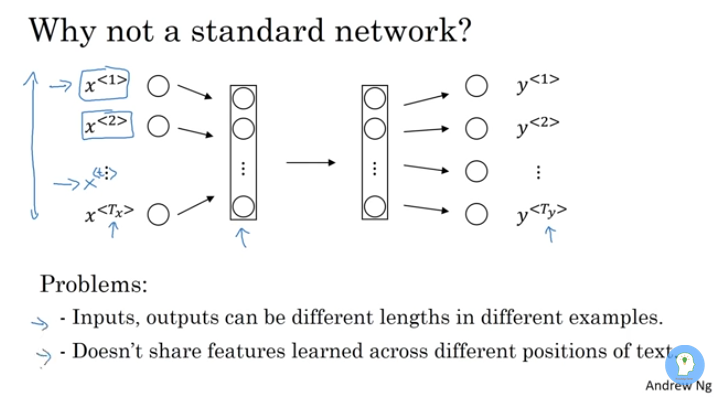 Why not a standard network?
x<1> y<1>
x<2> y<2>
⋮ ⋮ ⋮
x<t>
x<Tx> y<Ty>
Problems:
- Inputs, outputs can be different lengths in different examples.
- Doesn't share features learned across different positions of text.
Andrew Ng